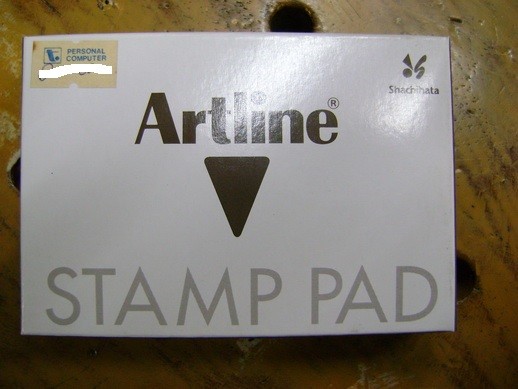 PERSONAL
COMPUTER
Shachihata
Artline®
STAMP PAD